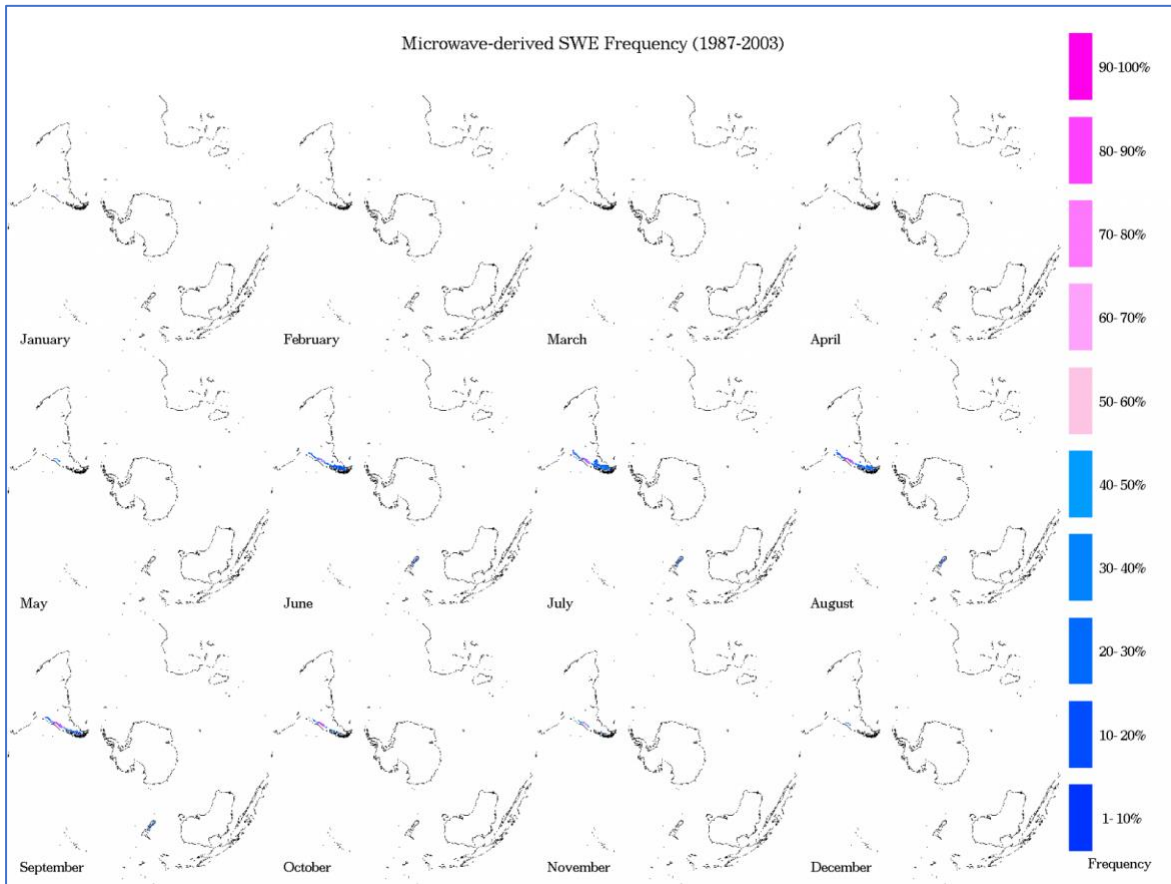 Microwave-derived SWE Frequency (1987-2003)
90-100%
80-90%
70-80%
60-70%
50-60%
40-50%
30-40%
20-30%
10-20%
1-10%
Frequency
January
February
March
April
May
June
July
August
September
October
November
December